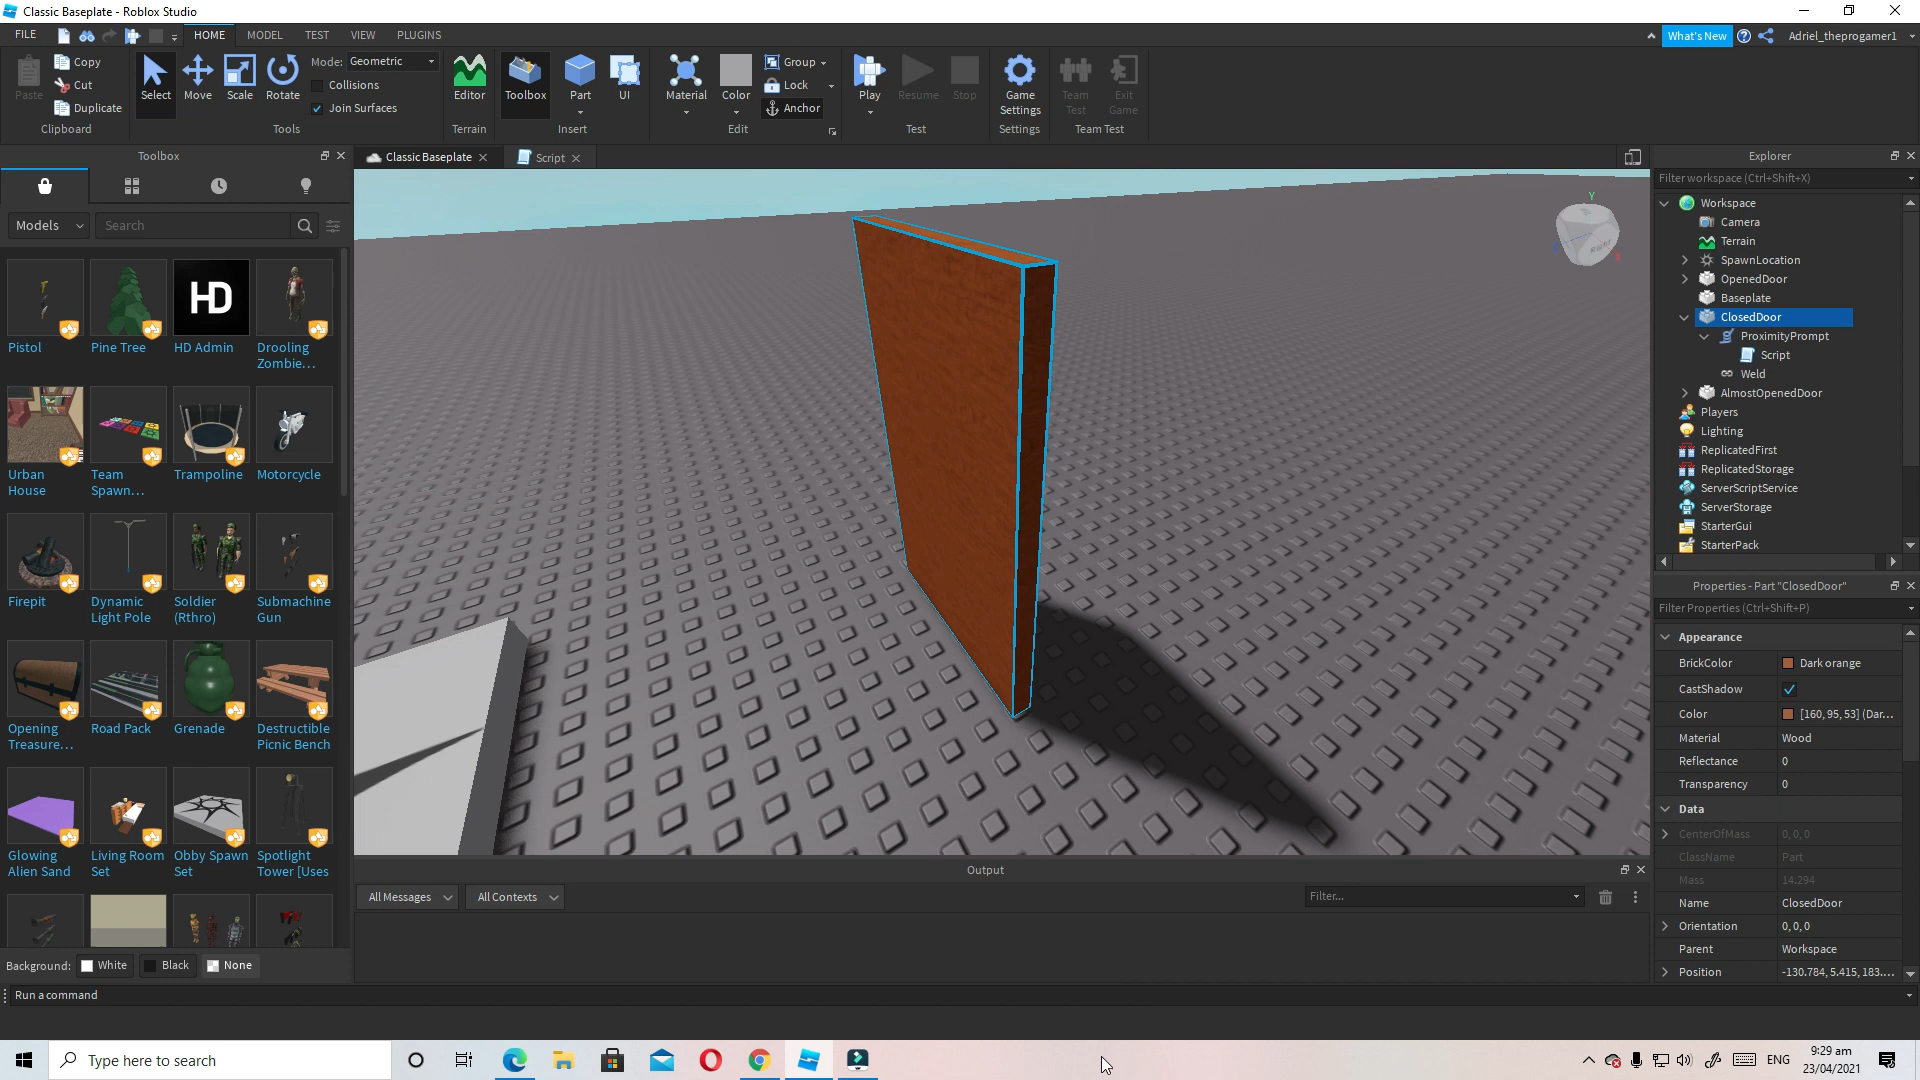 Classic Baseplate - Roblox Studio
FILE HOME MODEL TEST VIEW PLUGINS What's New Adriel_theprogamer1
Paste Copy Cut Duplicate Clipboard
Select Move Scale Rotate Mode: Geometric Collisions Join Surfaces Tools
Editor Terrain
Toolbox Part UI Insert
Material Color Group Lock Anchor Edit
Play Resume Stop Test
Game Settings Settings
Team Test Exit Game Team Test
Toolbox
Models Search
Pistol Pine Tree HD Admin Drooling Zombie...
Urban House Team Spawn... Trampoline Motorcycle
Firepit Dynamic Light Pole Soldier (Rthro) Submachine Gun
Opening Treasure... Road Pack Grenade Destructible Picnic Bench
Glowing Alien Sand Living Room Set Obby Spawn Set Spotlight Tower [Uses
Background: White Black None
Classic Baseplate Script
HD
Y
Right
Output
All Messages All Contexts Filter...
Explorer
Filter workspace (Ctrl+Shift+X)
Workspace
Camera
Terrain
SpawnLocation
OpenedDoor
Baseplate
ClosedDoor
ProximityPrompt
Script
Weld
AlmostOpenedDoor
Players
Lighting
ReplicatedFirst
ReplicatedStorage
ServerScriptService
ServerStorage
StarterGui
StarterPack
Properties - Part "ClosedDoor"
Filter Properties (Ctrl+Shift+P)
Appearance
BrickColor Dark orange
CastShadow
Color [160, 95, 53] (Dar...
Material Wood
Reflectance 0
Transparency 0
Data
CenterOfMass 0, 0, 0
ClassName Part
Mass 14.294
Name ClosedDoor
Orientation 0, 0, 0
Parent Workspace
Position -130.784, 5.415, 183....
Run a command
Type here to search
ENG 9:29 am
23/04/2021